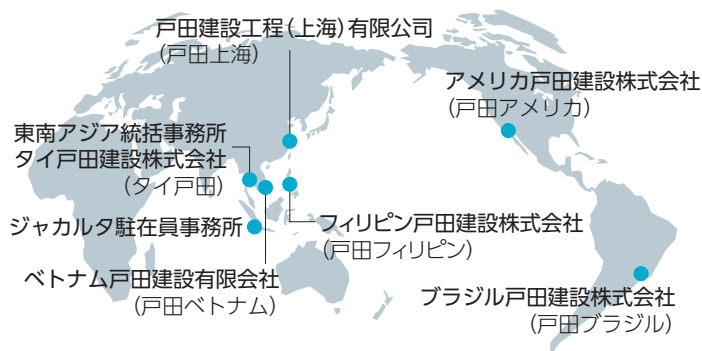 戸田建設工程（上海）有限公司
（戸田上海）
アメリカ戸田建設株式会社
（戸田アメリカ）
東南アジア統括事務所
タイ戸田建設株式会社
（タイ戸田）
ジャカルタ駐在員事務所
フィリピン戸田建設株式会社
（戸田フィリピン）
ベトナム戸田建設有限会社
（戸田ベトナム）
ブラジル戸田建設株式会社
（戸田ブラジル）